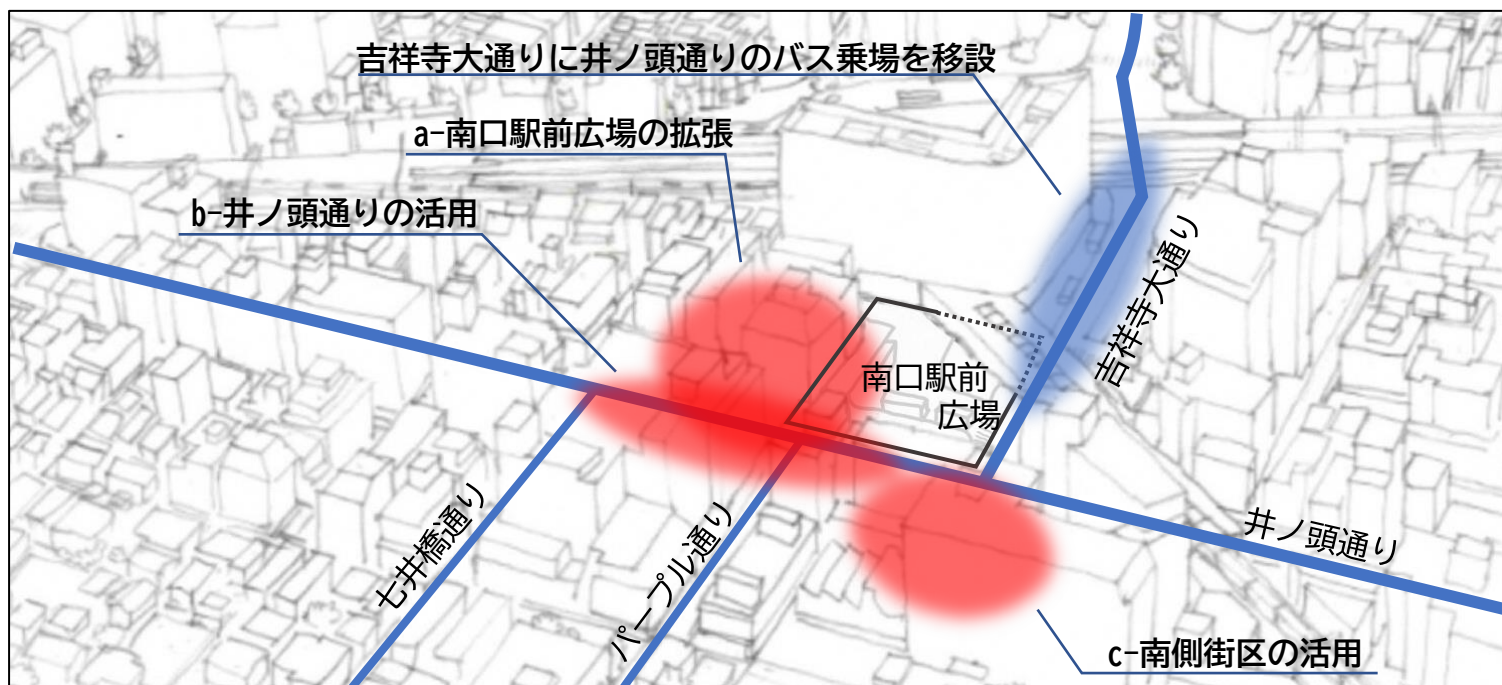 吉祥寺大通りに井ノ頭通りのバス乗場を移設
a-南口駅前広場の拡張
b-井ノ頭通りの活用
吉祥寺大通り
南口駅前
広場
七井橋通り
パープル通り
井ノ頭通り
c-南側街区の活用